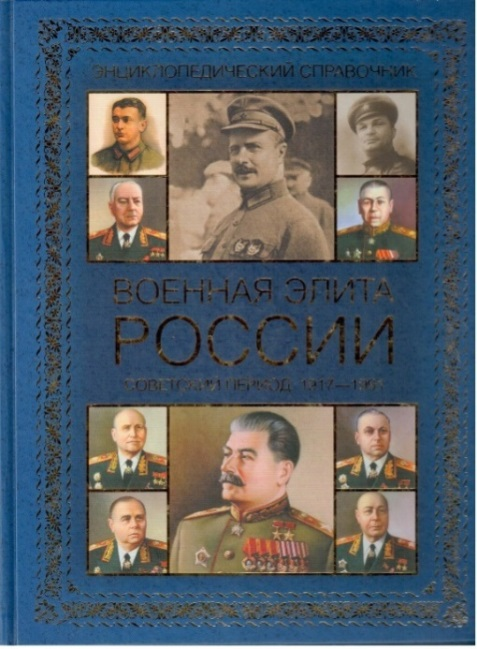 ЭНЦИКЛОПЕДИЧЕСКИЙ СПРАВОЧНИК
ВОЕННАЯ ЭЛИТА
РОССИИ
СОВЕТСКИЙ ПЕРИОД